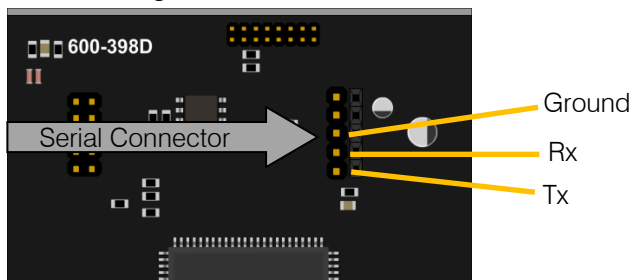 600-398D
Serial Connector
Ground
Rx
Tx